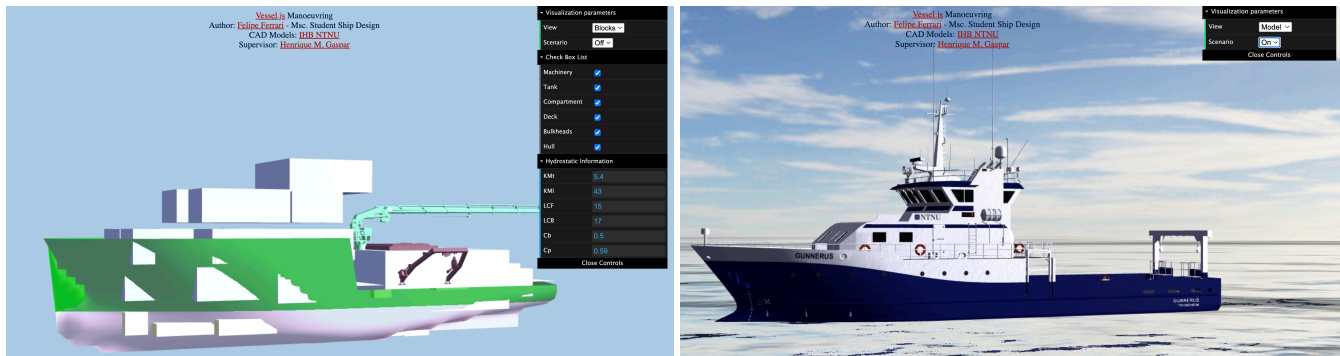 Vessel.js Manoeuvring
Author: Felipe Ferrari - Msc. Student Ship Design
CAD Models: IHB NTNU
Supervisor: Henrique M. Gaspar
Visualization parameters
View Blocks
Scenario Off
Check Box List
Machinery
Tank
Compartment
Deck
Bulkheads
Hull
Hydrostatic Information
KMt 5.4
KMl 43
LCF 15
LCB 17
Cb 0.5
Cp 0.59
Close Controls
Vessel.js Manoeuvring
Author: Felipe Ferrari - Msc. Student Ship Design
CAD Models: IHB NTNU
Supervisor: Henrique M. Gaspar
Visualization parameters
View Model
Scenario On
Close Controls
NTNU
GUNNERUS
GUNNERUS
TRONDHEIM